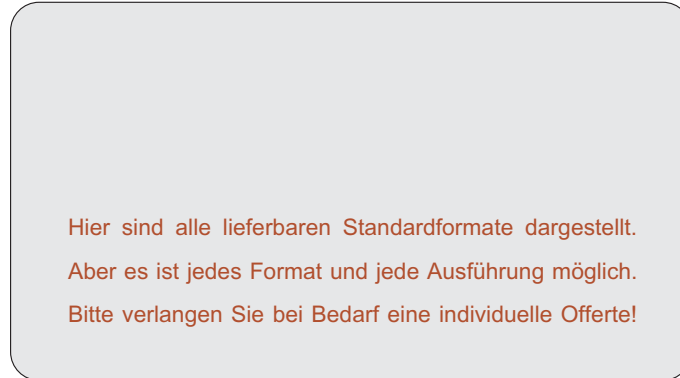 Hier sind alle lieferbaren Standardformate dargestellt.
Aber es ist jedes Format und jede Ausführung möglich.
Bitte verlangen Sie bei Bedarf eine individuelle Offerte!